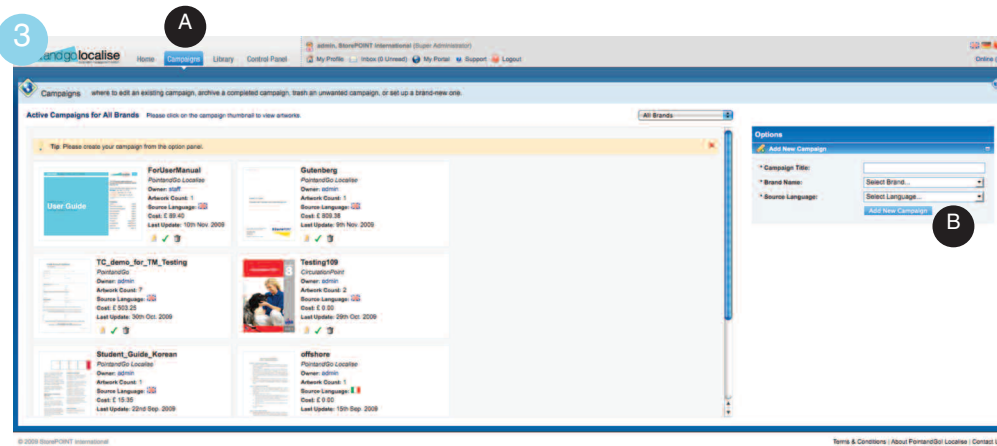 3
A
andgo localise
Home Campaigns Library Control Panel
admin, StorePOINT International (Super Administrator)
My Profile Inbox (0 Unread) My Portal Support Logout
Online
Campaigns where to edit an existing campaign, archive a completed campaign, trash an unwanted campaign, or set up a brand-new one.
Active Campaigns for All Brands Please click on the campaign thumbnail to view artworks.
All Brands
Tip: Please create your campaign from the option panel.
User Guide
ForUserManual
PointandGo Localise
Owner: staff
Artwork Count: 1
Source Language:
Cost: £ 89.40
Last Update: 10th Nov. 2009
Gutenberg
PointandGo Localise
Owner: admin
Artwork Count: 1
Source Language:
Cost: £ 809.38
Last Update: 9th Nov. 2009
TC_demo_for_TM_Testing
PointandGo
Owner: admin
Artwork Count: 7
Source Language:
Cost: £ 503.25
Last Update: 30th Oct. 2009
8
Testing109
CirculationPoint
Owner: admin
Artwork Count: 2
Source Language:
Cost: £ 0.00
Last Update: 29th Oct. 2009
Student_Guide_Korean
PointandGo Localise
Owner: admin
Artwork Count: 1
Source Language:
Cost: £ 19.35
Last Update: 22nd Sep. 2009
offshore
PointandGo Localise
Owner: admin
Artwork Count: 1
Source Language:
Cost: £ 0.00
Last Update: 15th Sep. 2009
Options
Add New Campaign
* Campaign Title:
* Brand Name: Select Brand...
* Source Language: Select Language...
Add New Campaign
B
© 2009 StorePOINT International
Terms & Conditions | About PointandGo! Localise | Contact